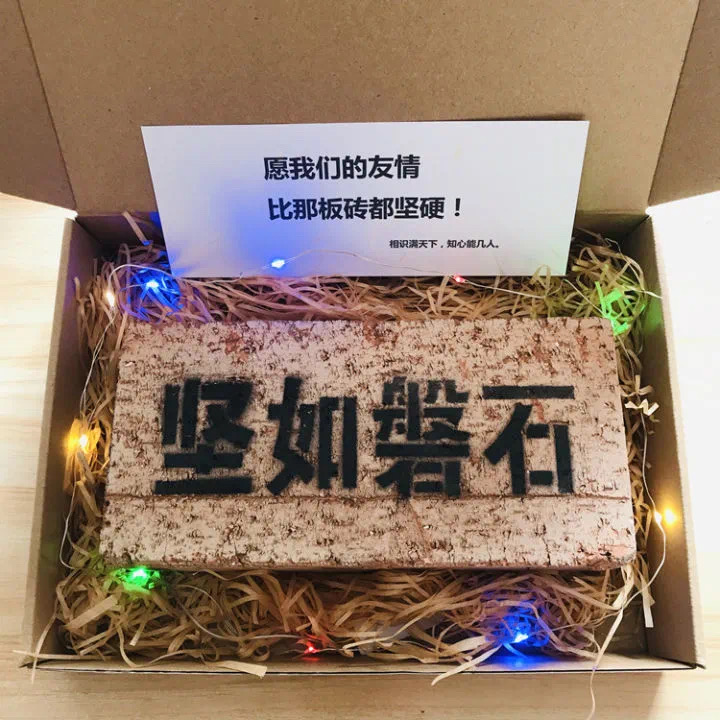 愿我们的友情
比那板砖都坚硬！
相识满天下，知心能几人。
坚如磐石